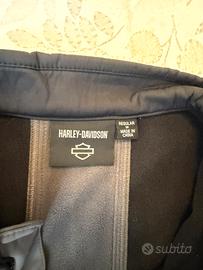 HARLEY-DAVIDSON
REGULAR
MADE IN
CHINA
subito